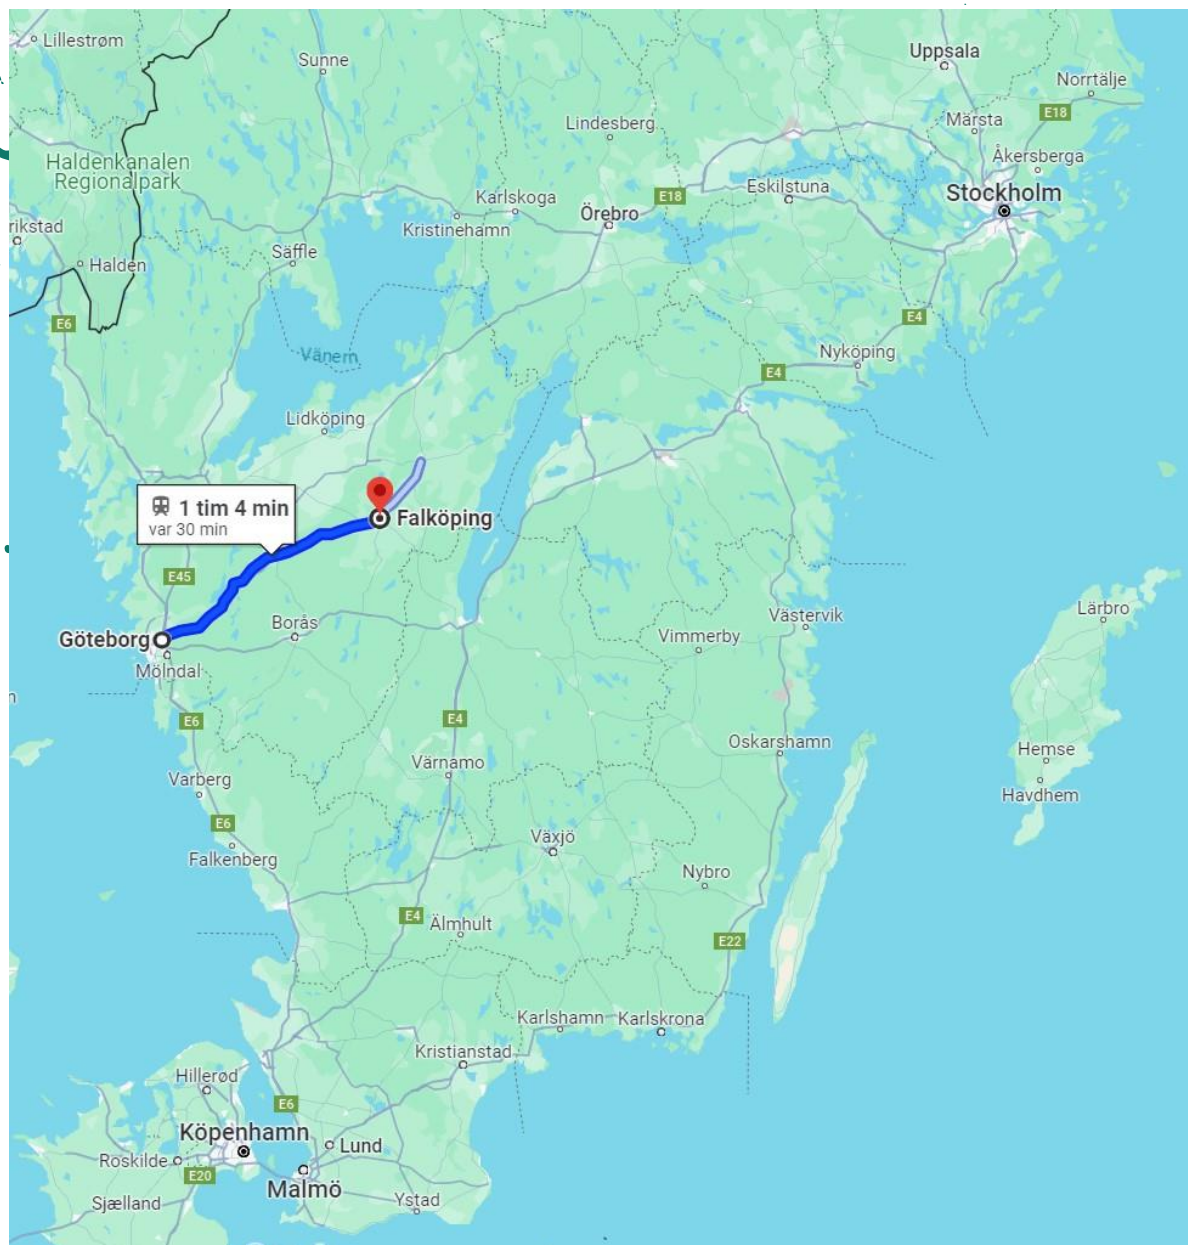 Lillestrøm
Sunne
Uppsala
Norrtälje
Lindesberg
Märsta
E18
Haldenkanalen
Regionalpark
Åkersberga
Karlskoga
E18
Eskilstuna
Stockholm
rikstad
Kristinehamn
Örebro
Halden
Säffle
E6
E4
Vänern
Nyköping
E4
Lidköping
1 tim 4 min
var 30 min
Falköping
E45
Göteborg
Borås
Mölndal
Vimmerby
Västervik
Lärbro
n
E6
E4
Oskarshamn
Hemse
Värnamo
Varberg
Havdhem
E6
Växjö
Falkenberg
Nybro
E4
Älmhult
E22
Karlshamn
Karlskrona
Kristianstad
Hillerød
E6
Köpenhamn
Lund
Roskilde
E20
Malmö
Sjælland
Ystad